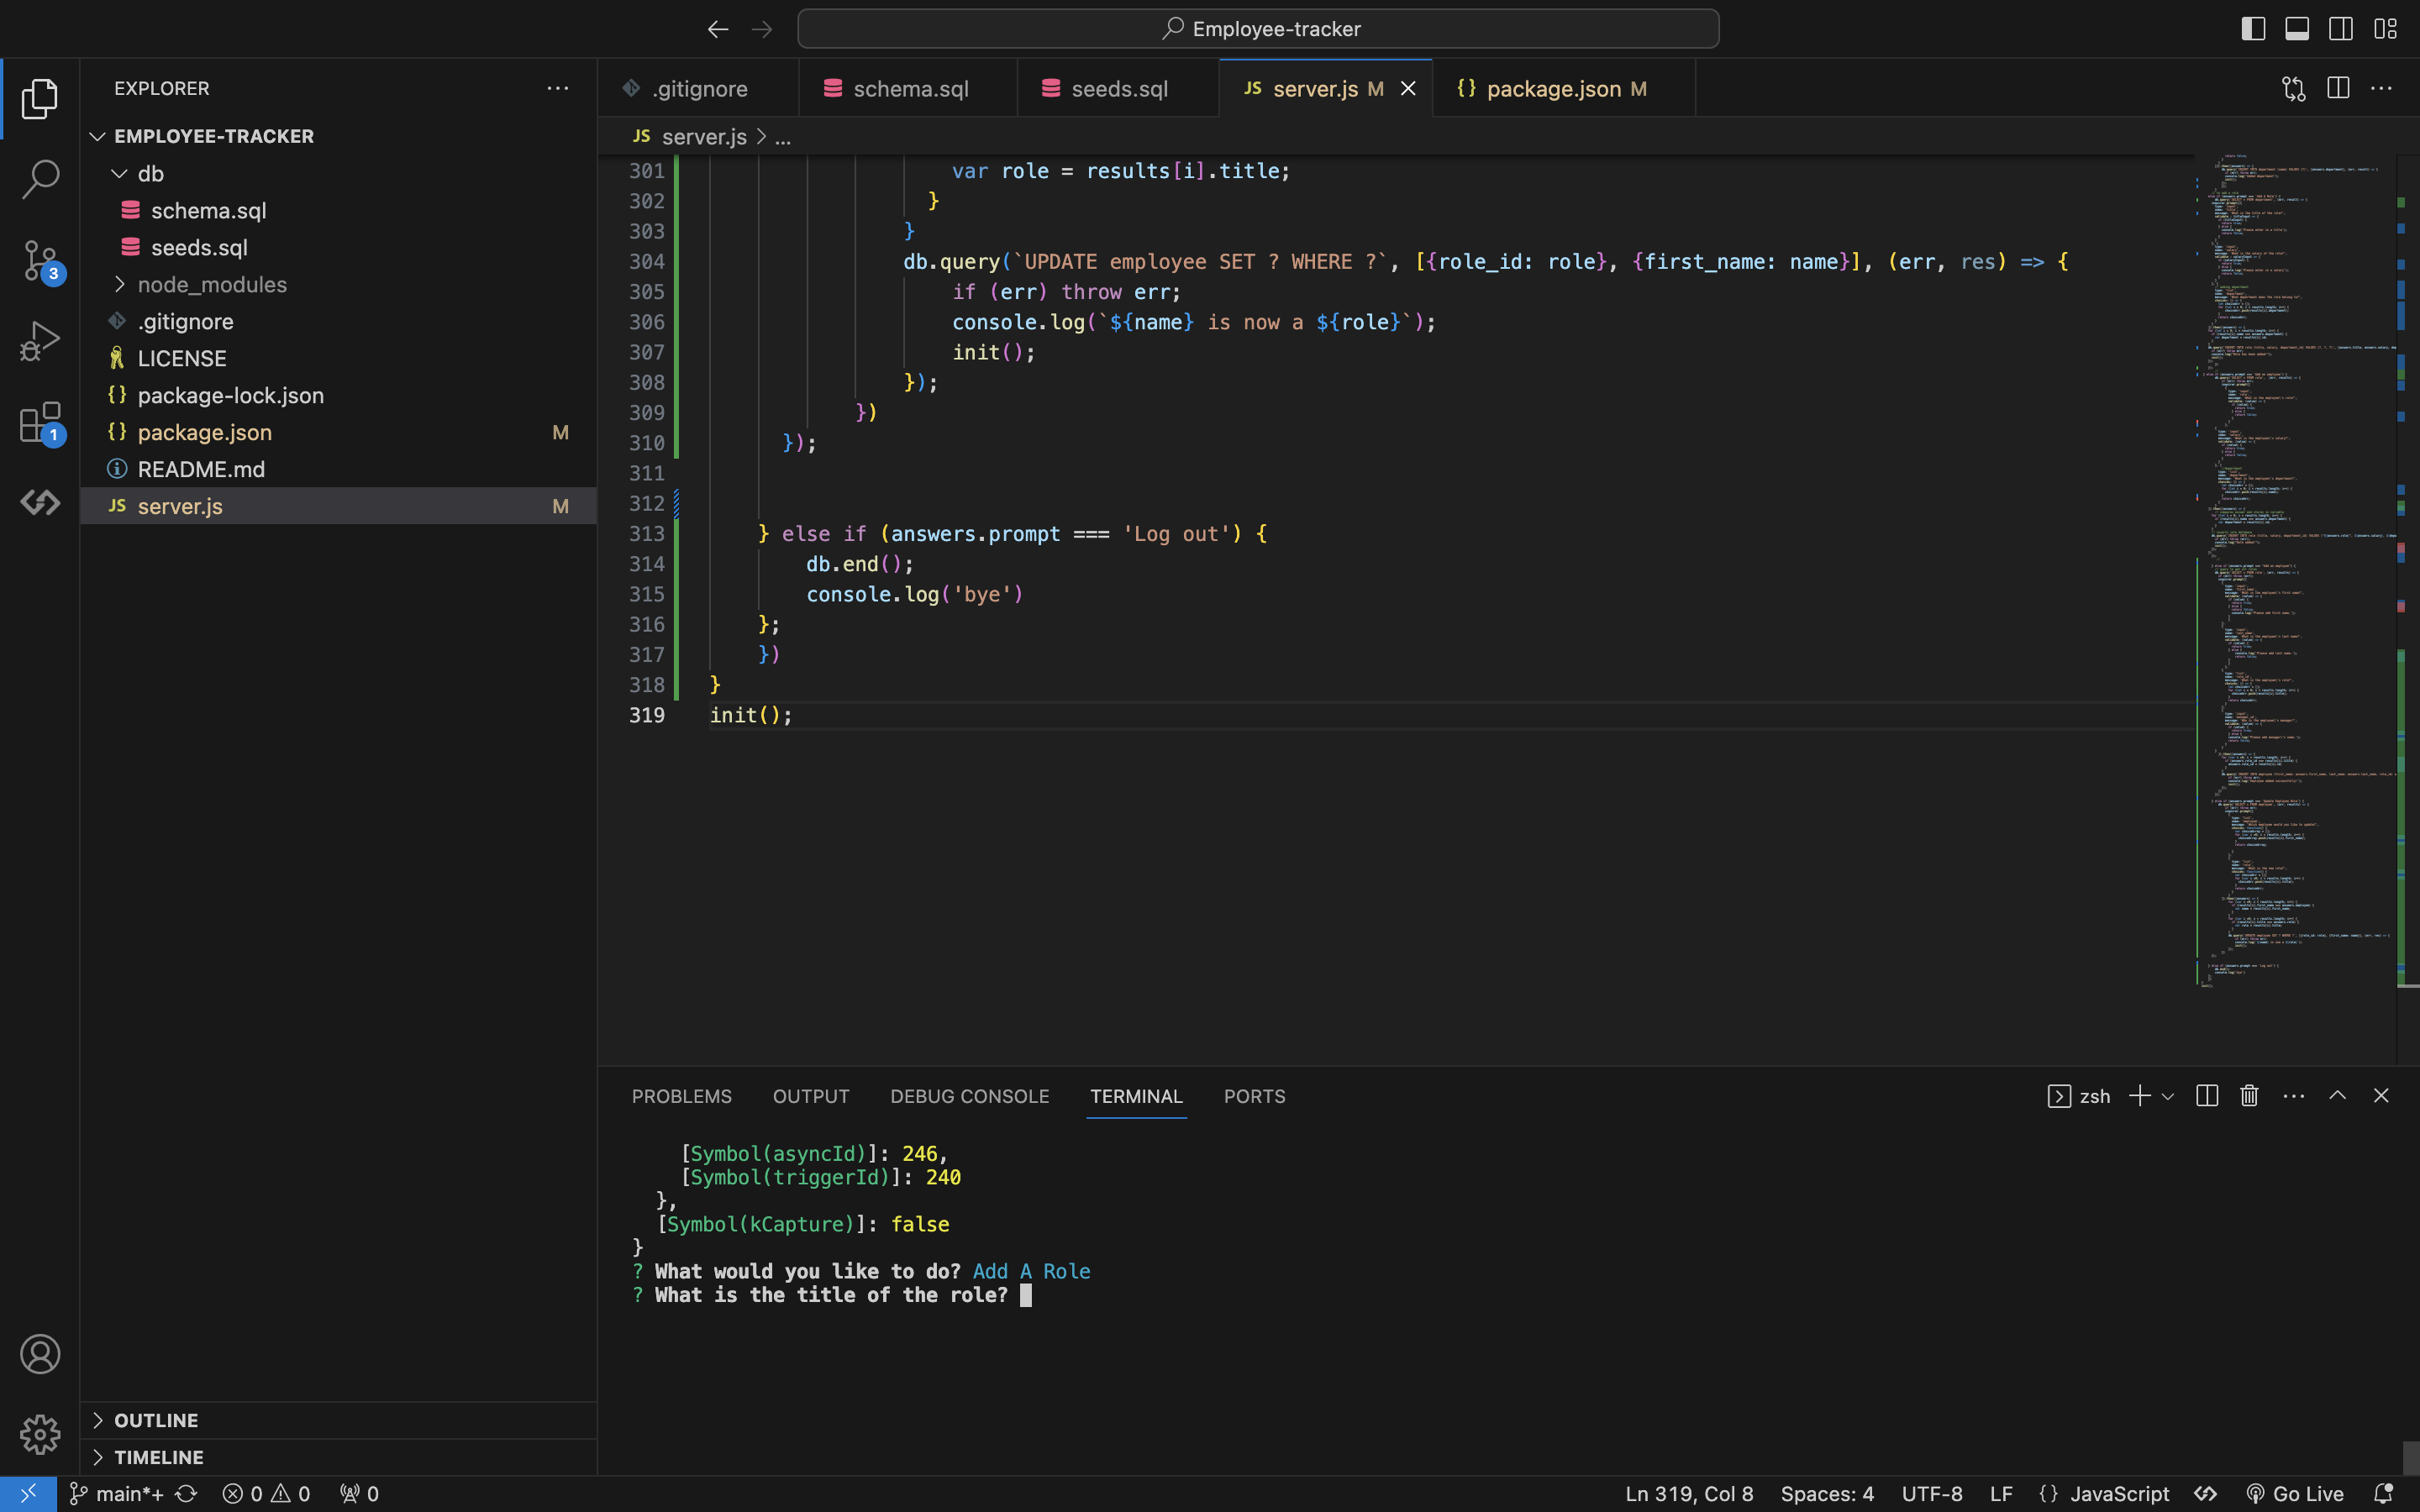 Employee-tracker
EXPLORER
EMPLOYEE-TRACKER
db
schema.sql
seeds.sql
node_modules
.gitignore
LICENSE
package-lock.json
package.json M
README.md
server.js M
3
1
OUTLINE
TIMELINE
.gitignore
schema.sql
seeds.sql
JS server.js M
{} package.json M
JS server.js > ...
301 var role = results[i].title;
302 }
303 }
304 db.query(`UPDATE employee SET ? WHERE ?`, [{role_id: role}, {first_name: name}], (err, res) => {
305 if (err) throw err;
306 console.log(`${name} is now a ${role}`);
307 init();
308 });
309 })
310 });
311
312
313 } else if (answers.prompt === 'Log out') {
314 db.end();
315 console.log('bye')
316 };
317 })
318 }
319 init();
PROBLEMS OUTPUT DEBUG CONSOLE TERMINAL PORTS
zsh
[Symbol(asyncId)]: 246,
[Symbol(triggerId)]: 240
},
[Symbol(kCapture)]: false
}
? What would you like to do? Add A Role
? What is the title of the role?
main*+ 0 0 0
Ln 319, Col 8 Spaces: 4 UTF-8 LF {} JavaScript Go Live